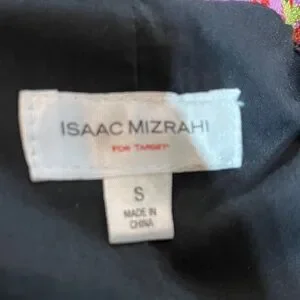 ISAAC MIZRAHI
FOR TARGET
S
MADE IN
CHINA